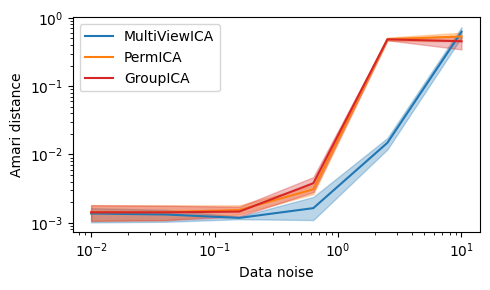 MultiViewICA
PermICA
GroupICA
Amari distance
10⁰
10⁻¹
10⁻²
10⁻³
10⁻² 10⁻¹ 10⁰ 10¹
Data noise